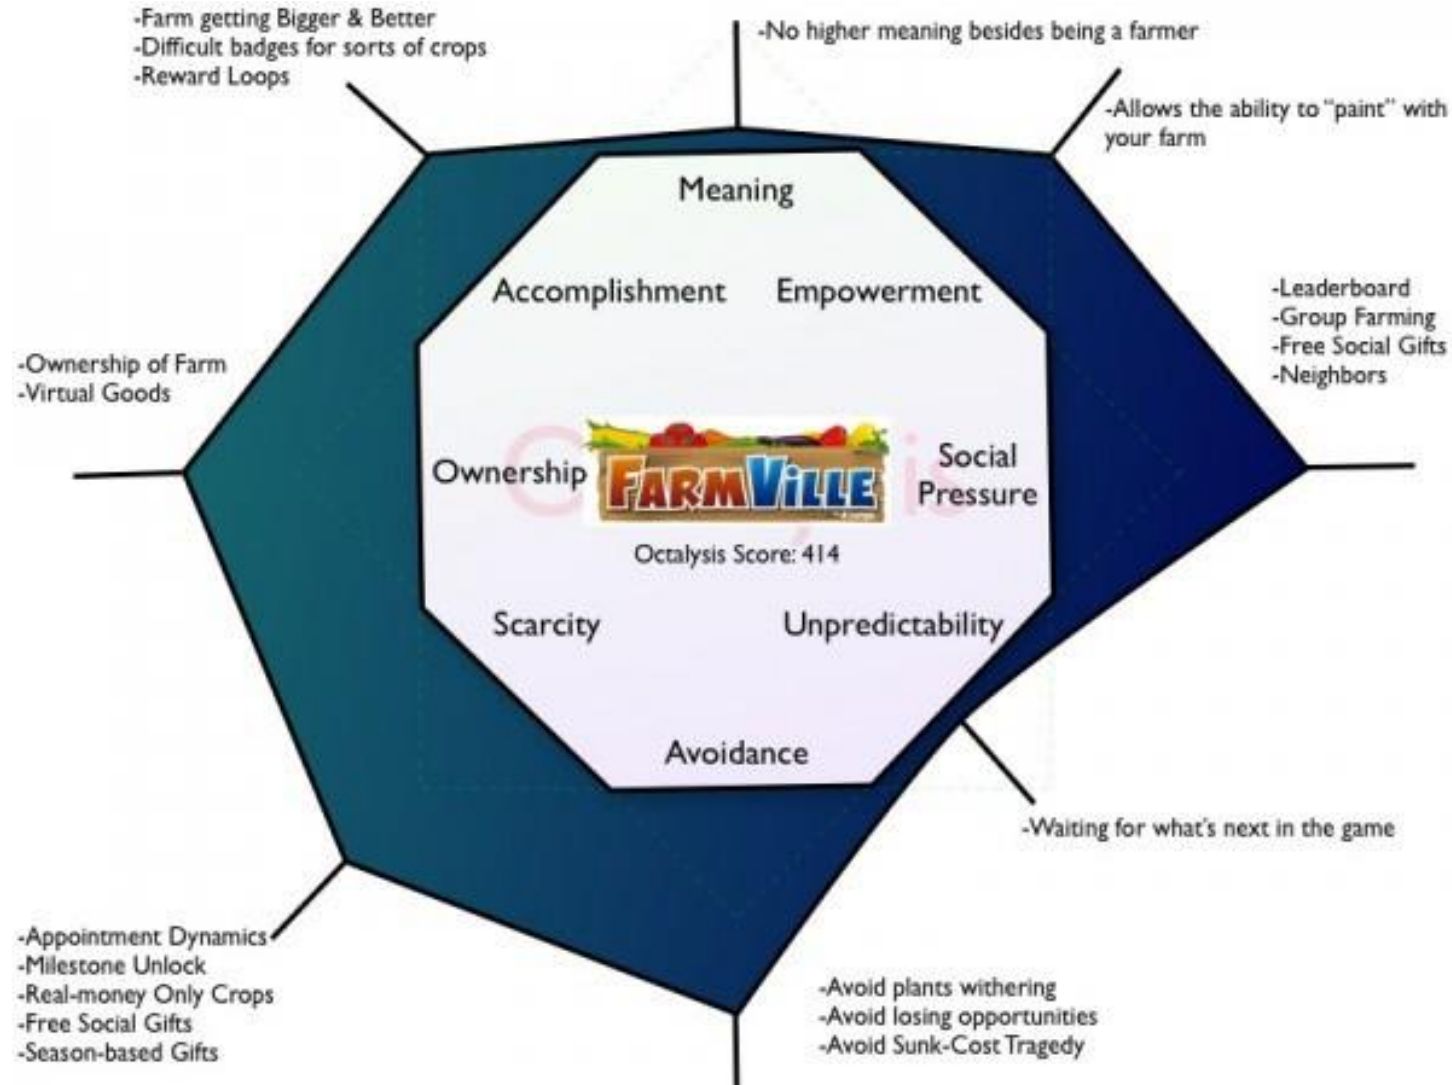 -Farm getting Bigger & Better
-Difficult badges for sorts of crops
-Reward Loops
-No higher meaning besides being a farmer
-Allows the ability to "paint" with
your farm
Meaning
Accomplishment
Empowerment
-Leaderboard
-Group Farming
-Free Social Gifts
-Neighbors
-Ownership of Farm
-Virtual Goods
Ownership
FARMVILLE
Social
Pressure
Octalysis Score: 414
Scarcity
Unpredictability
Avoidance
-Waiting for what's next in the game
-Appointment Dynamics
-Milestone Unlock
-Real-money Only Crops
-Free Social Gifts
-Season-based Gifts
-Avoid plants withering
-Avoid losing opportunities
-Avoid Sunk-Cost Tragedy